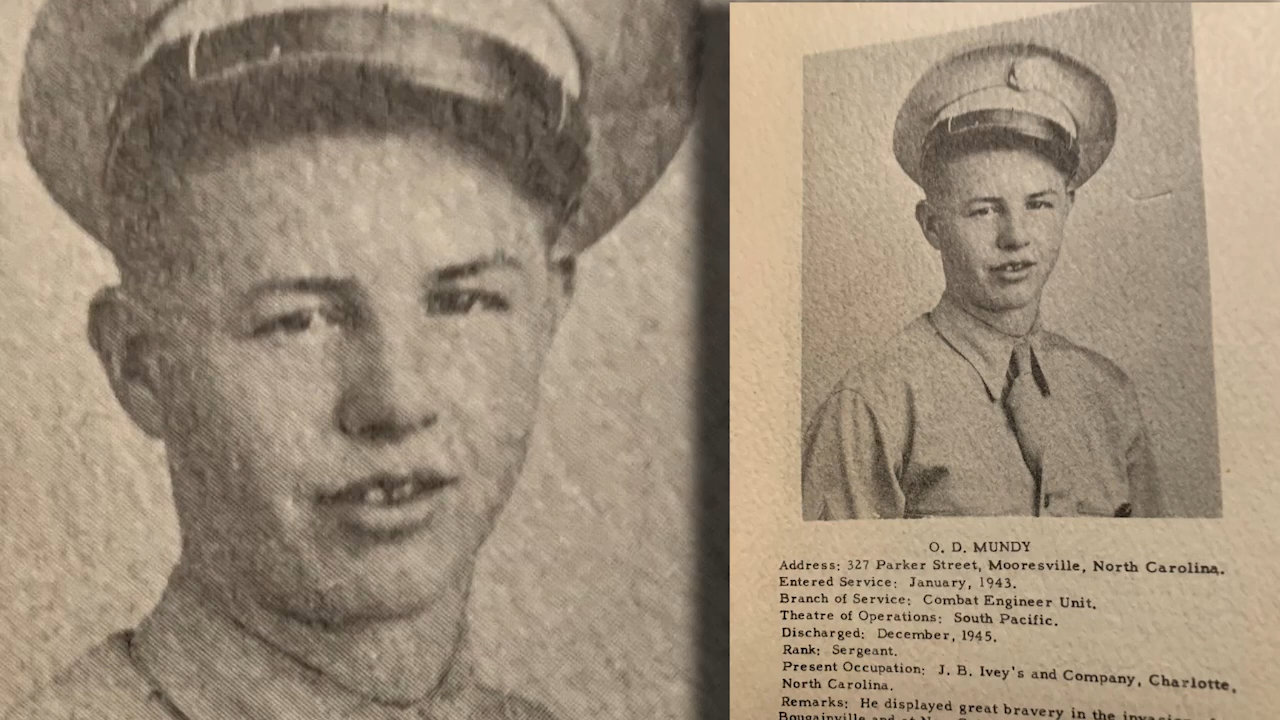 O. D. MUNDY
Address: 327 Parker Street, Mooresville, North Carolina.
Entered Service: January, 1943.
Branch of Service: Combat Engineer Unit.
Theatre of Operations: South Pacific.
Discharged: December, 1945.
Rank: Sergeant.
Present Occupation: J. B. Ivey's and Company, Charlotte,
North Carolina.
Remarks: He displayed great bravery in the
Bougainville and at New